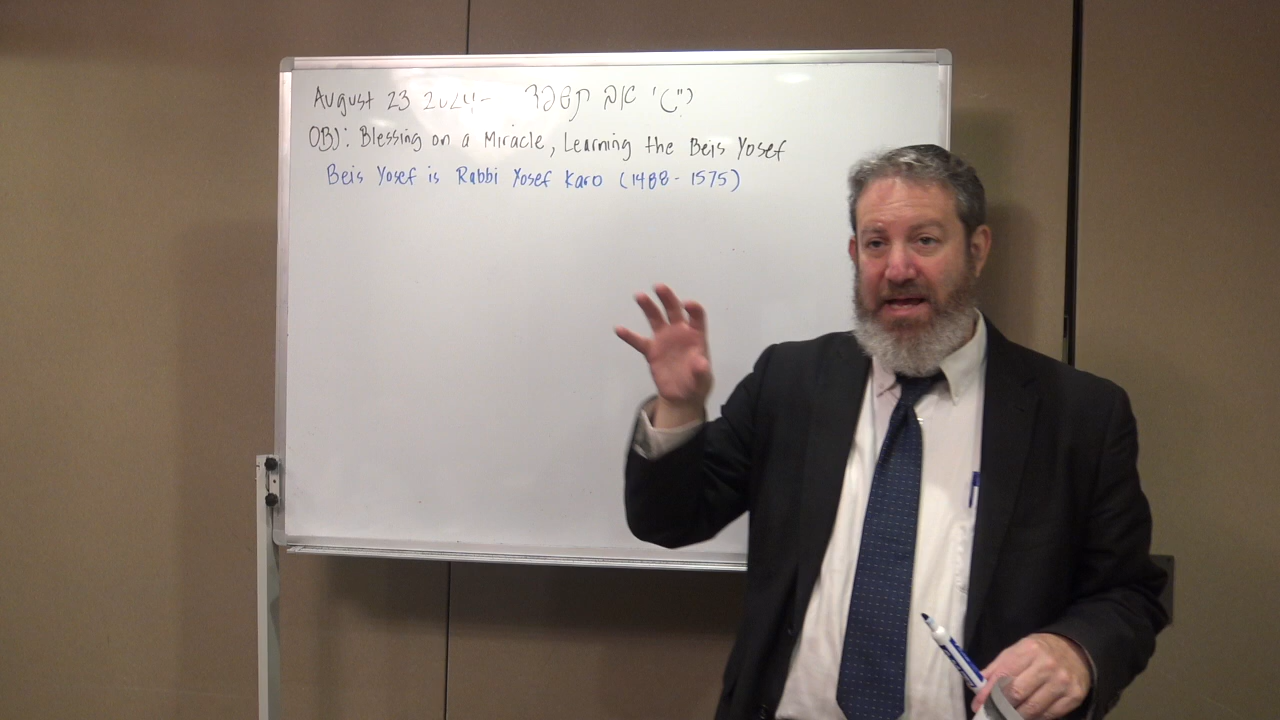 August 23 2024- אב תשפד
OBJ: Blessing on a Miracle, Learning the Beis Yosef
Beis Yosef is Rabbi Yosef Karo (1488 - 1575)